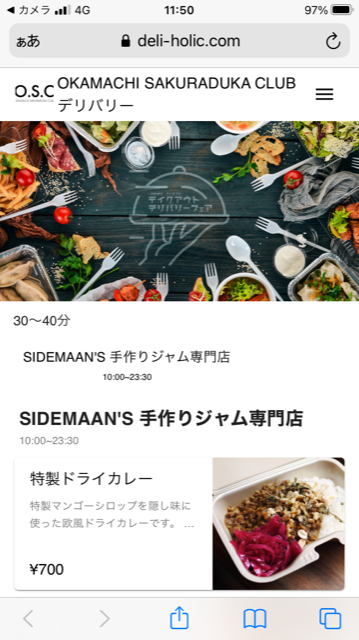 カメラ 4G 11:50 97%
ぁあ deli-holic.com
O.S.C OKAMACHI SAKURADUKA CLUB
デリバリー
テイクアウト
デリバリーフェア
30〜40分
SIDEMAAN'S 手作りジャム専門店
10:00~23:30
SIDEMAAN'S 手作りジャム専門店
10:00~23:30
特製ドライカレー
特製マンゴーシロップを隠し味に
使った欧風ドライカレーです。 ...
¥700